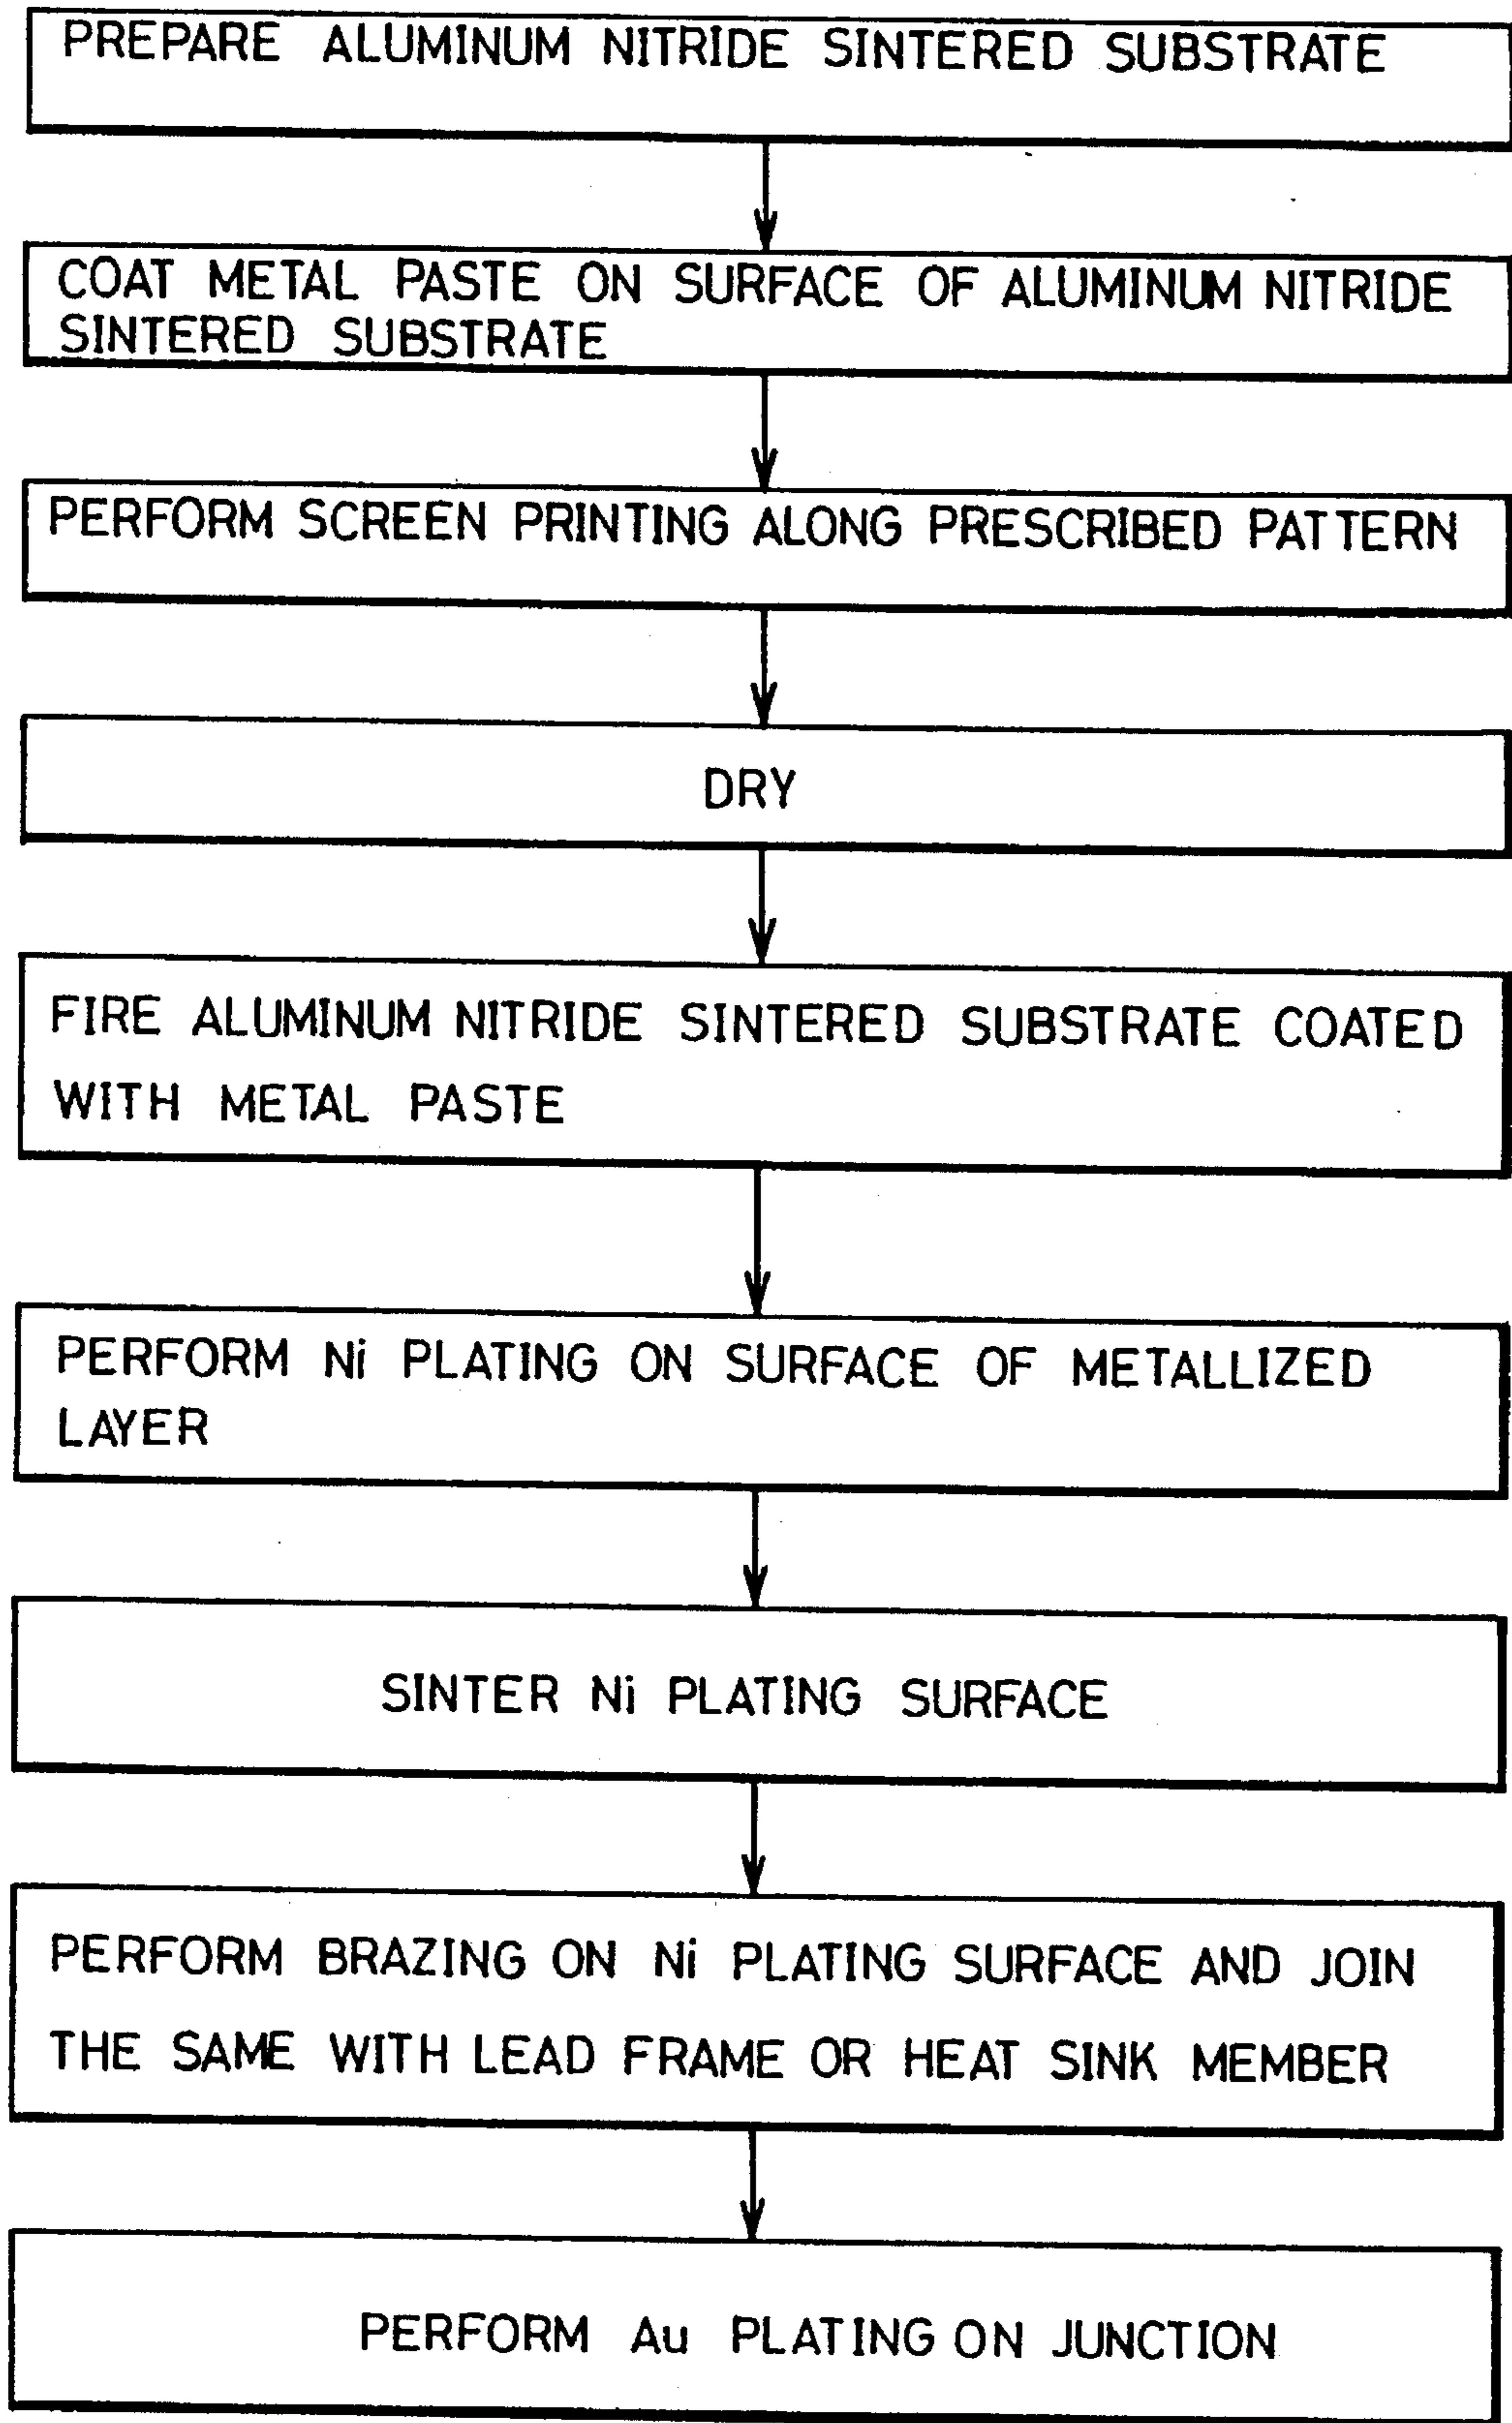 PREPARE ALUMINUM NITRIDE SINTERED SUBSTRATE
COAT METAL PASTE ON SURFACE OF ALUMINUM NITRIDE
SINTERED SUBSTRATE
PERFORM SCREEN PRINTING ALONG PRESCRIBED PATTERN
DRY
FIRE ALUMINUM NITRIDE SINTERED SUBSTRATE COATED
WITH METAL PASTE
PERFORM Ni PLATING ON SURFACE OF METALLIZED
LAYER
SINTER Ni PLATING SURFACE
PERFORM BRAZING ON Ni PLATING SURFACE AND JOIN
THE SAME WITH LEAD FRAME OR HEAT SINK MEMBER
PERFORM Au PLATING ON JUNCTION